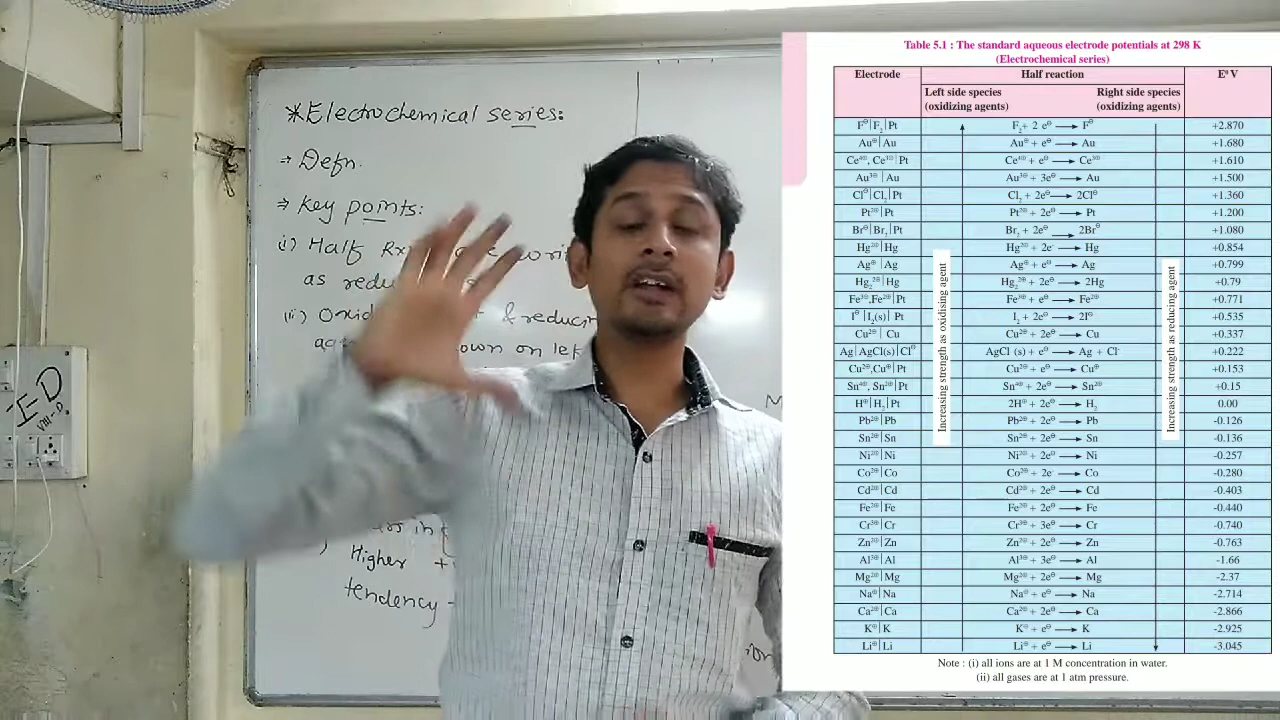 *Electrochemical series:
→ Defn.
⇒ Key points:
i) Half
as redu
(ii) & reducin
own on lef
Higher +
tendency -
I-D
Table 5.1 : The standard aqueous electrode potentials at 298 K
(Electrochemical series)
Electrode Half reaction E° V
Left side species Right side species
(oxidizing agents) (oxidizing agents)
F⊖|F₂|Pt F₂+ 2 e⊖ → F⊖ +2.870
Au⊕|Au Au⊕ + e⊖ → Au +1.680
Ce⁴⊕, Ce³⊕|Pt Ce⁴⊕ + e⊖ → Ce³⊕ +1.610
Au³⊕|Au Au³⊕ + 3e⊖ → Au +1.500
Cl⊖|Cl₂|Pt Cl₂ + 2e⊖ → 2Cl⊖ +1.360
Pt²⊕|Pt Pt²⊕ + 2e⊖ → Pt +1.200
Br⊖|Br₂|Pt Br₂ + 2e⊖ → 2Br⊖ +1.080
Hg²⊕|Hg Hg²⊕ + 2e⁻ → Hg +0.854
Ag⊕|Ag Ag⊕ + e⊖ → Ag +0.799
Hg₂²⊕|Hg Hg₂²⊕ + 2e⊖ → 2Hg +0.79
Fe³⊕,Fe²⊕|Pt Fe³⊕ + e⊖ → Fe²⊕ +0.771
I⊖|I₂(s)|Pt I₂ + 2e⊖ → 2I⊖ +0.535
Cu²⊕|Cu Cu²⊕ + 2e⊖ → Cu +0.337
Ag|AgCl(s)|Cl⊖ AgCl (s) + e⊖ → Ag + Cl⁻ +0.222
Cu²⊕,Cu⊕|Pt Cu²⊕ + e⊖ → Cu⊕ +0.153
Sn⁴⊕, Sn²⊕|Pt Sn⁴⊕ + 2e⊖ → Sn²⊕ +0.15
H⊕|H₂|Pt 2H⊕ + 2e⊖ → H₂ 0.00
Pb²⊕|Pb Pb²⊕ + 2e⊖ → Pb -0.126
Sn²⊕|Sn Sn²⊕ + 2e⊖ → Sn -0.136
Ni²⊕|Ni Ni²⊕ + 2e⊖ → Ni -0.257
Co²⊕|Co Co²⊕ + 2e⁻ → Co -0.280
Cd²⊕|Cd Cd²⊕ + 2e⊖ → Cd -0.403
Fe²⊕|Fe Fe²⊕ + 2e⊖ → Fe -0.440
Cr³⊕|Cr Cr³⊕ + 3e⊖ → Cr -0.740
Zn²⊕|Zn Zn²⊕ + 2e⊖ → Zn -0.763
Al³⊕|Al Al³⊕ + 3e⊖ → Al -1.66
Mg²⊕|Mg Mg²⊕ + 2e⊖ → Mg -2.37
Na⊕|Na Na⊕ + e⊖ → Na -2.714
Ca²⊕|Ca Ca²⊕ + 2e⊖ → Ca -2.866
K⊕|K K⊕ + e⊖ → K -2.925
Li⊕|Li Li⊕ + e⊖ → Li -3.045
Increasing strength as oxidising agent
Increasing strength as reducing agent
Note : (i) all ions are at 1 M concentration in water.
(ii) all gases are at 1 atm pressure.